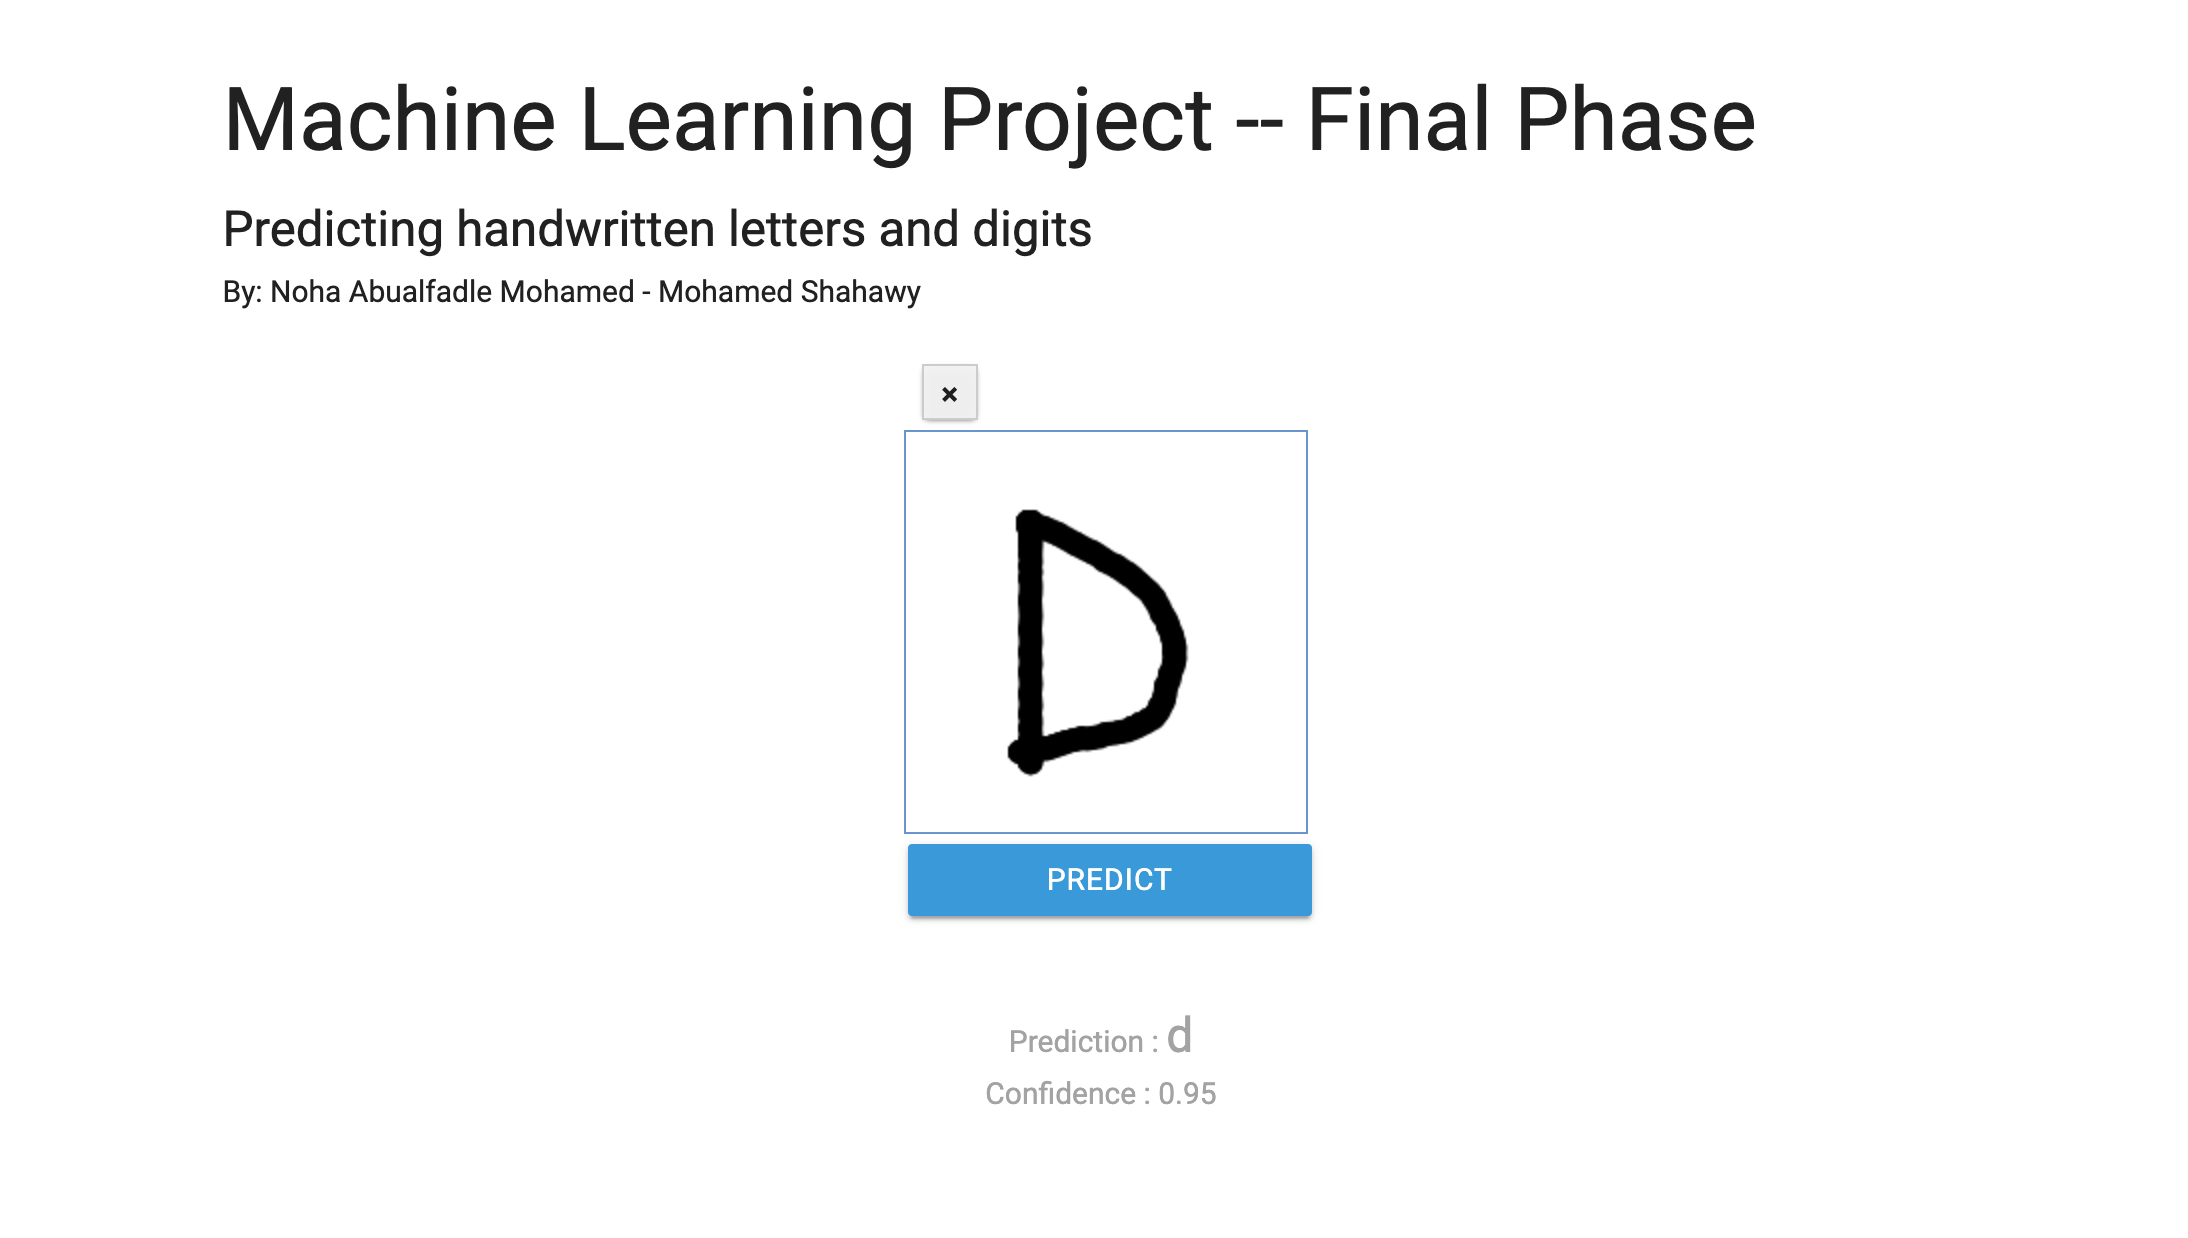 Machine Learning Project -- Final Phase
Predicting handwritten letters and digits
By: Noha Abualfadle Mohamed - Mohamed Shahawy
×
D
PREDICT
Prediction : d
Confidence : 0.95